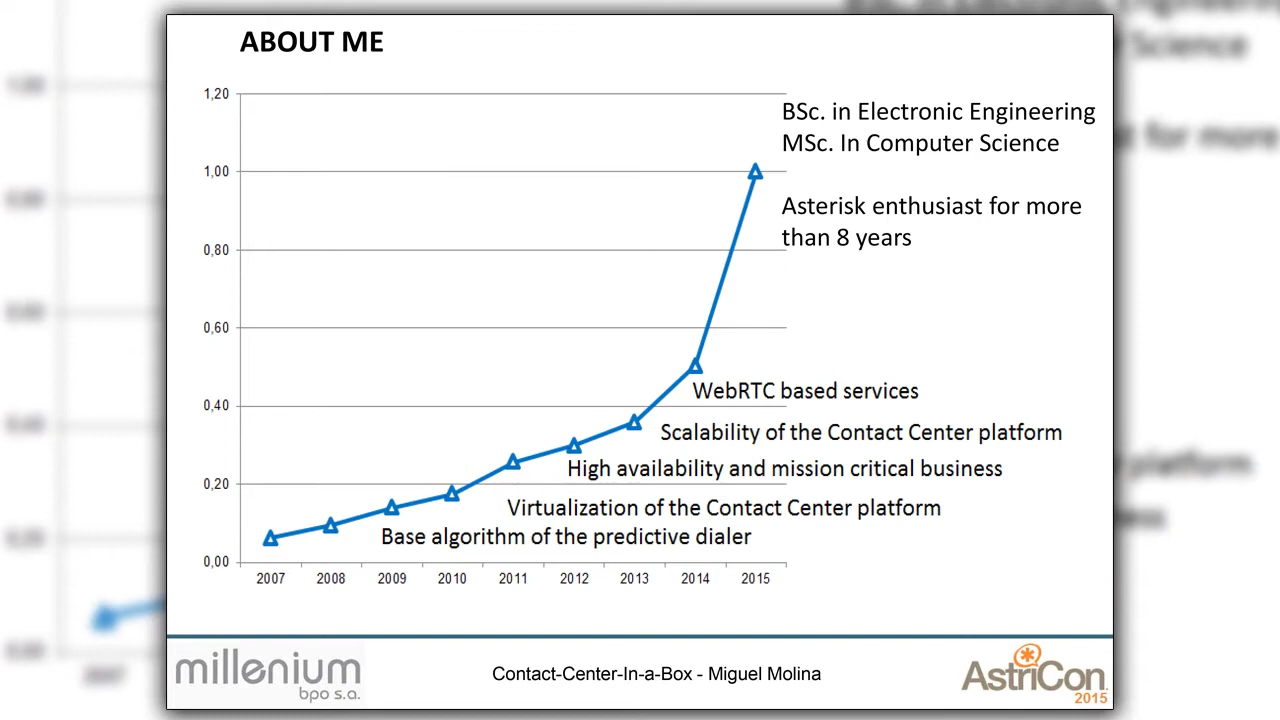 ABOUT ME
1,20
1,00
0,80
0,60
0,40
0,20
0,00
BSc. in Electronic Engineering
MSc. In Computer Science
Asterisk enthusiast for more
than 8 years
WebRTC based services
Scalability of the Contact Center platform
High availability and mission critical business
Virtualization of the Contact Center platform
Base algorithm of the predictive dialer
2007 2008 2009 2010 2011 2012 2013 2014 2015
millenium
bpo s.a.
Contact-Center-In-a-Box - Miguel Molina
AstriCon
2015